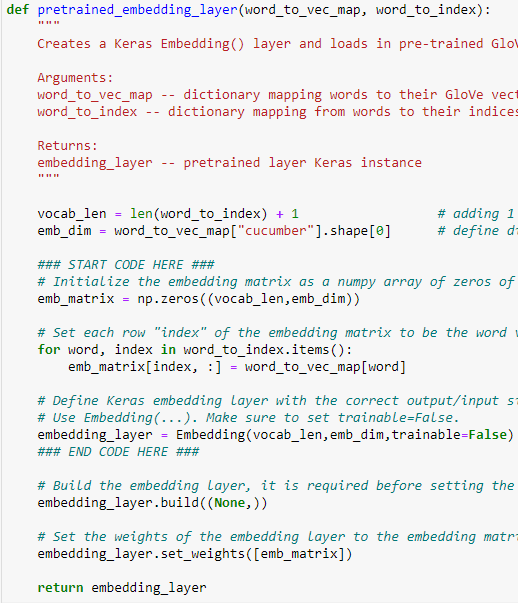 def pretrained_embedding_layer(word_to_vec_map, word_to_index):
"""
Creates a Keras Embedding() layer and loads in pre-trained
Arguments:
word_to_vec_map -- dictionary mapping words to their GloVe
word_to_index -- dictionary mapping from words to their indices
Returns:
embedding_layer -- pretrained layer Keras instance
"""
vocab_len = len(word_to_index) + 1 # adding 1
emb_dim = word_to_vec_map["cucumber"].shape[0] # define
### START CODE HERE ###
# Initialize the embedding matrix as a numpy array of zeros of
emb_matrix = np.zeros((vocab_len,emb_dim))
# Set each row "index" of the embedding matrix to be the word
for word, index in word_to_index.items():
emb_matrix[index, :] = word_to_vec_map[word]
# Define Keras embedding layer with the correct output/input
# Use Embedding(...). Make sure to set trainable=False.
embedding_layer = Embedding(vocab_len,emb_dim,trainable=False)
### END CODE HERE ###
# Build the embedding layer, it is required before setting the
embedding_layer.build((None,))
# Set the weights of the embedding layer to the embedding
embedding_layer.set_weights([emb_matrix])
return embedding_layer